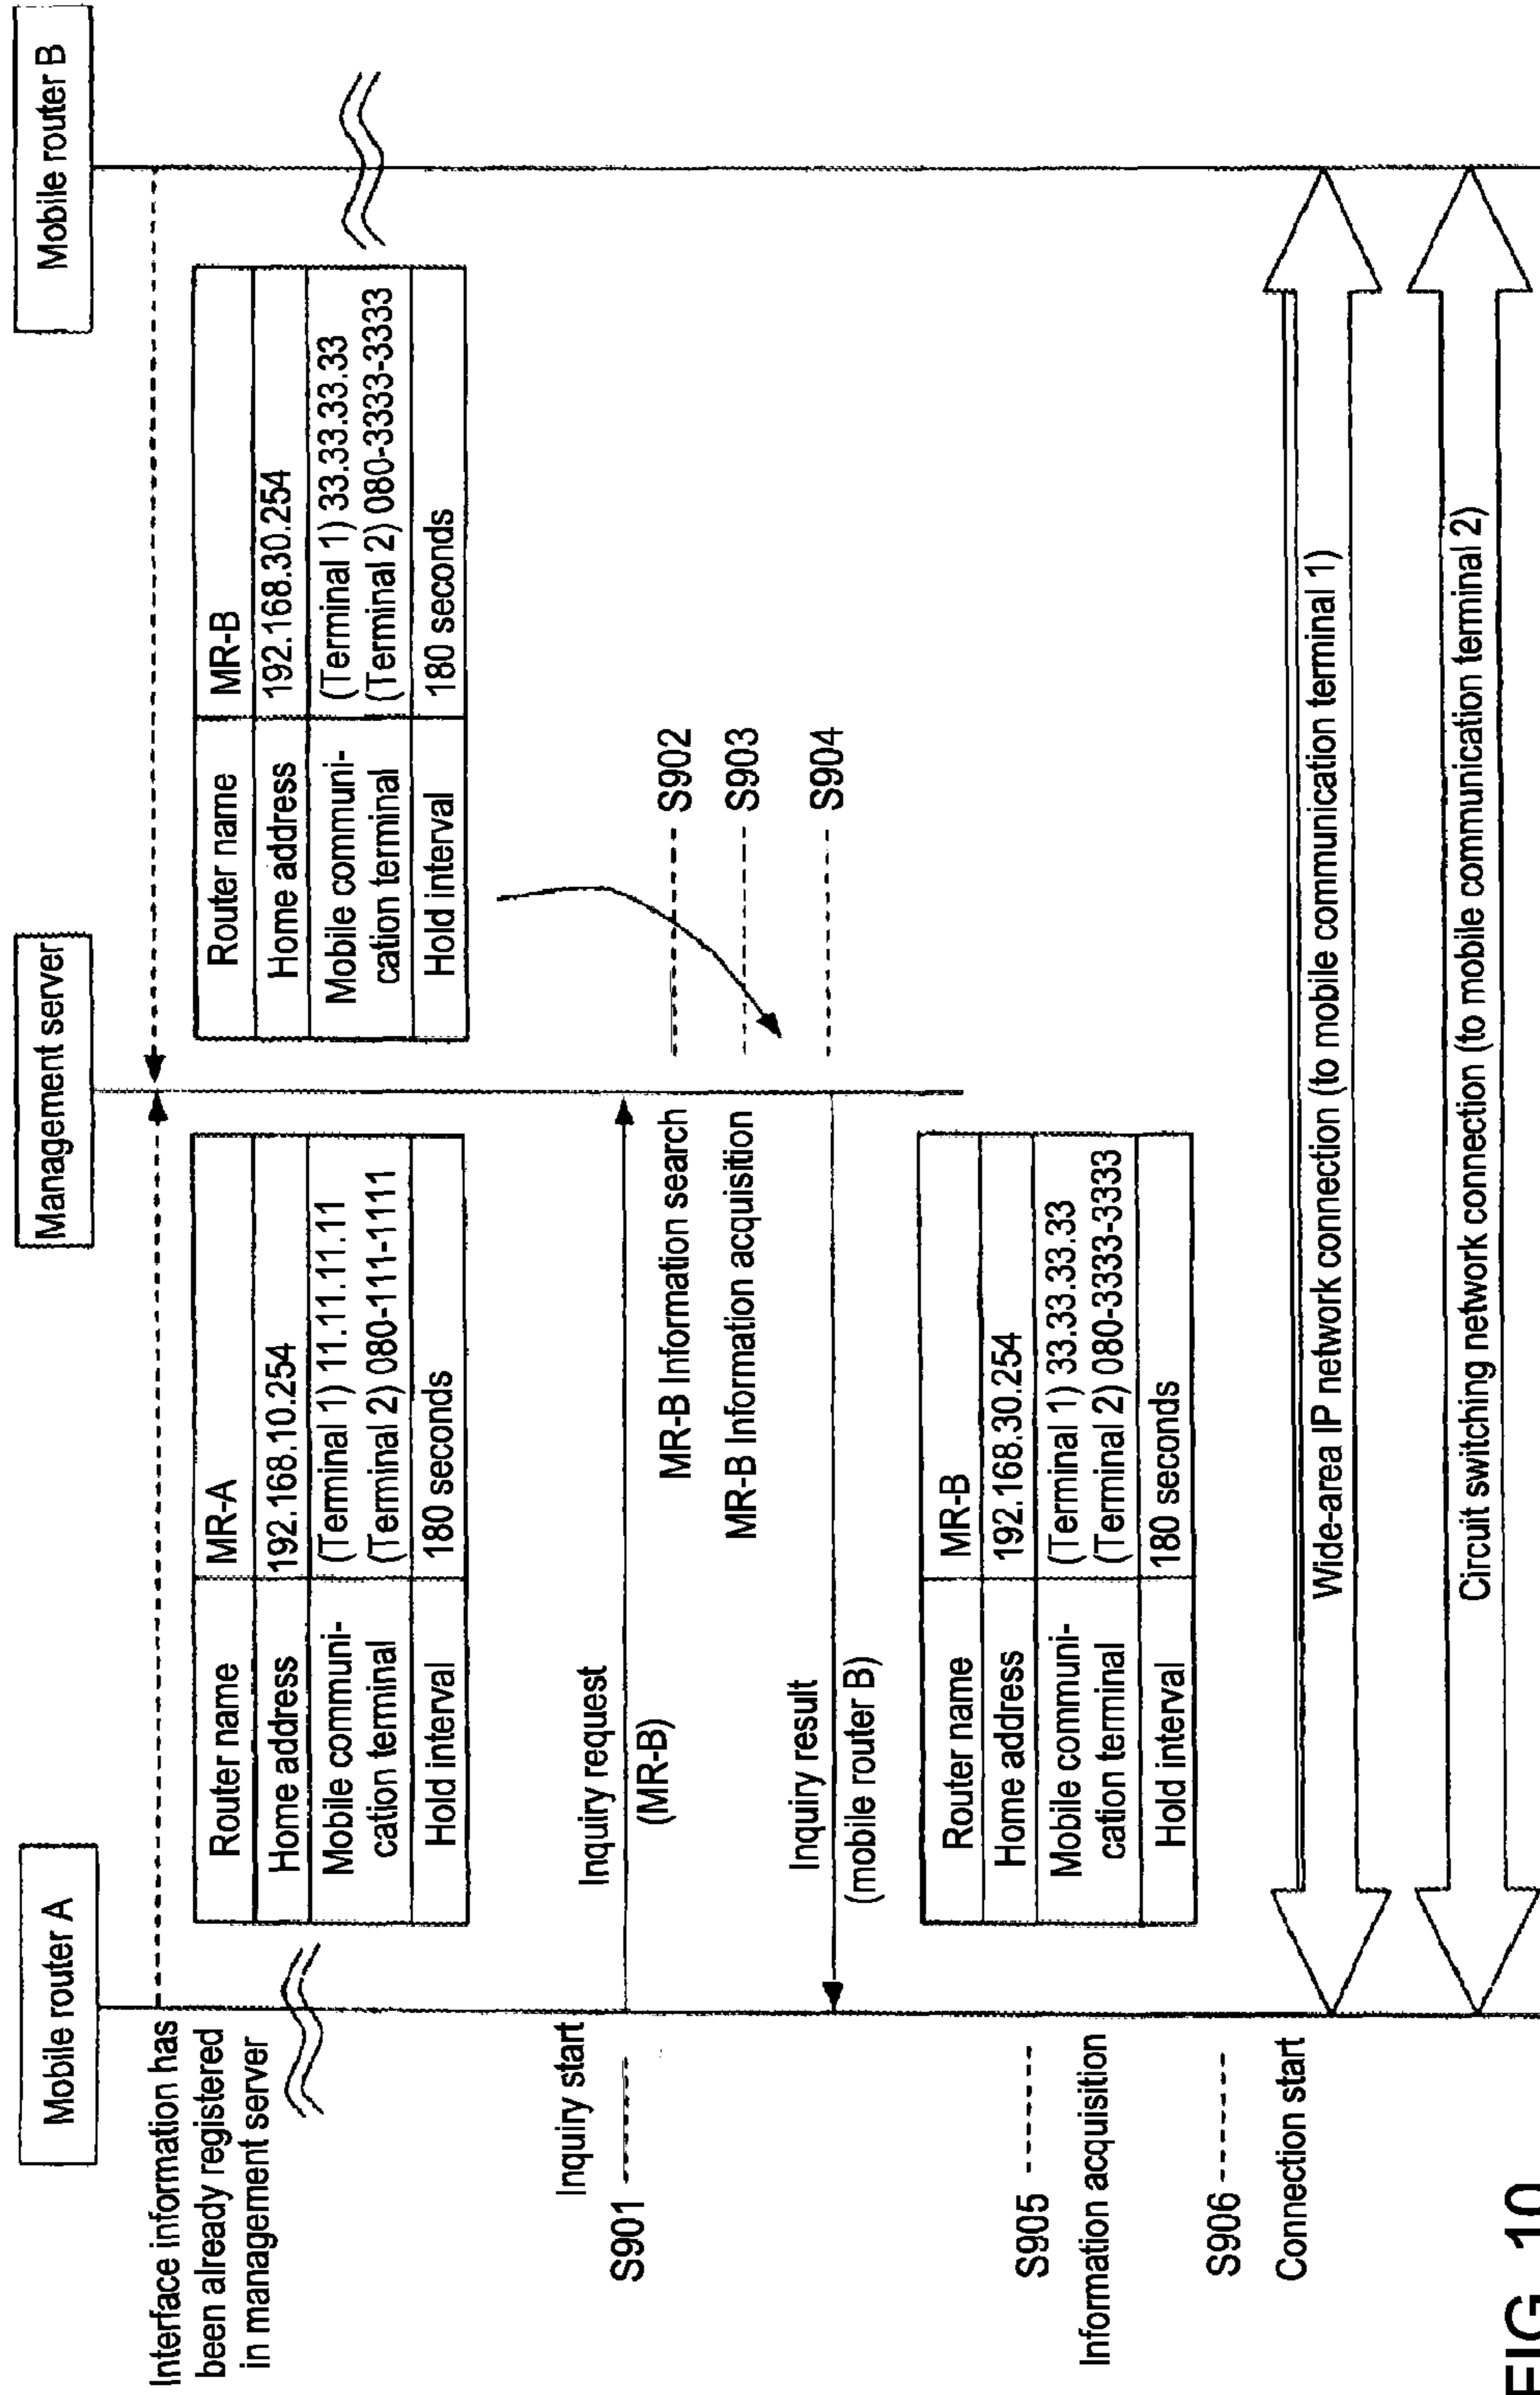 Mobile router A
Management server
Mobile router B
Interface information has
been already registered
in management server
Router name MR-A
Home address 192.168.10.254
Mobile communi-
cation terminal
(Terminal 1) 11.11.11.11
(Terminal 2) 080-111-1111
Hold interval 180 seconds
Router name MR-B
Home address 192.168.30.254
Mobile communi-
cation terminal
(Terminal 1) 33.33.33.33
(Terminal 2) 080-3333-3333
Hold interval 180 seconds
Inquiry start
S901
Inquiry request
(MR-B)
MR-B Information search
S902
MR-B Information acquisition
S903
S904
Inquiry result
(mobile router B)
Router name MR-B
Home address 192.168.30.254
Mobile communi-
cation terminal
(Terminal 1) 33.33.33.33
(Terminal 2) 080-3333-3333
Hold interval 180 seconds
S905
Information acquisition
S906
Connection start
Wide-area IP network connection (to mobile communication terminal 1)
Circuit switching network connection (to mobile communication terminal 2)
FIG. 10